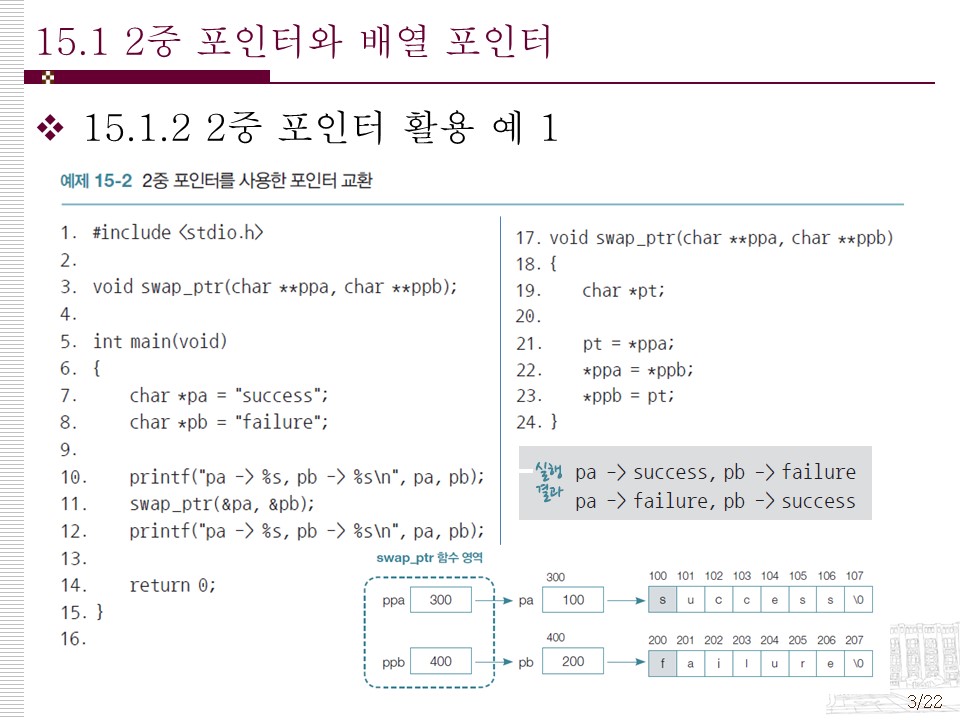 15.1 2중 포인터와 배열 포인터
15.1.2 2중 포인터 활용 예 1
예제 15-2 2중 포인터를 사용한 포인터 교환
1. #include <stdio.h>
2.
3. void swap_ptr(char **ppa, char **ppb);
4.
5. int main(void)
6. {
7. char *pa = "success";
8. char *pb = "failure";
9.
10. printf("pa -> %s, pb -> %s\n", pa, pb);
11. swap_ptr(&pa, &pb);
12. printf("pa -> %s, pb -> %s\n", pa, pb);
13.
14. return 0;
15. }
16.
17. void swap_ptr(char **ppa, char **ppb)
18. {
19. char *pt;
20.
21. pt = *ppa;
22. *ppa = *ppb;
23. *ppb = pt;
24. }
실행
결과
pa -> success, pb -> failure
pa -> failure, pb -> success
swap_ptr 함수 영역
300
100 101 102 103 104 105 106 107
ppa 300 pa 100 s u c c e s s \0
400
200 201 202 203 204 205 206 207
ppb 400 pb 200 f a i l u r e \0
3/22